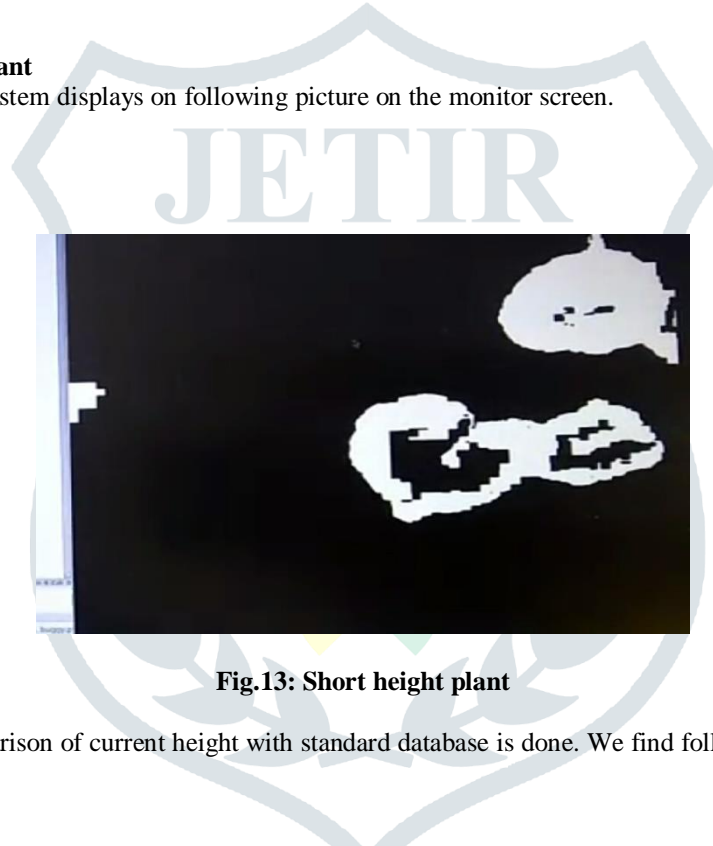 ant
stem displays on following picture on the monitor screen.
JETIR
Fig.13: Short height plant
rison of current height with standard database is done. We find foll